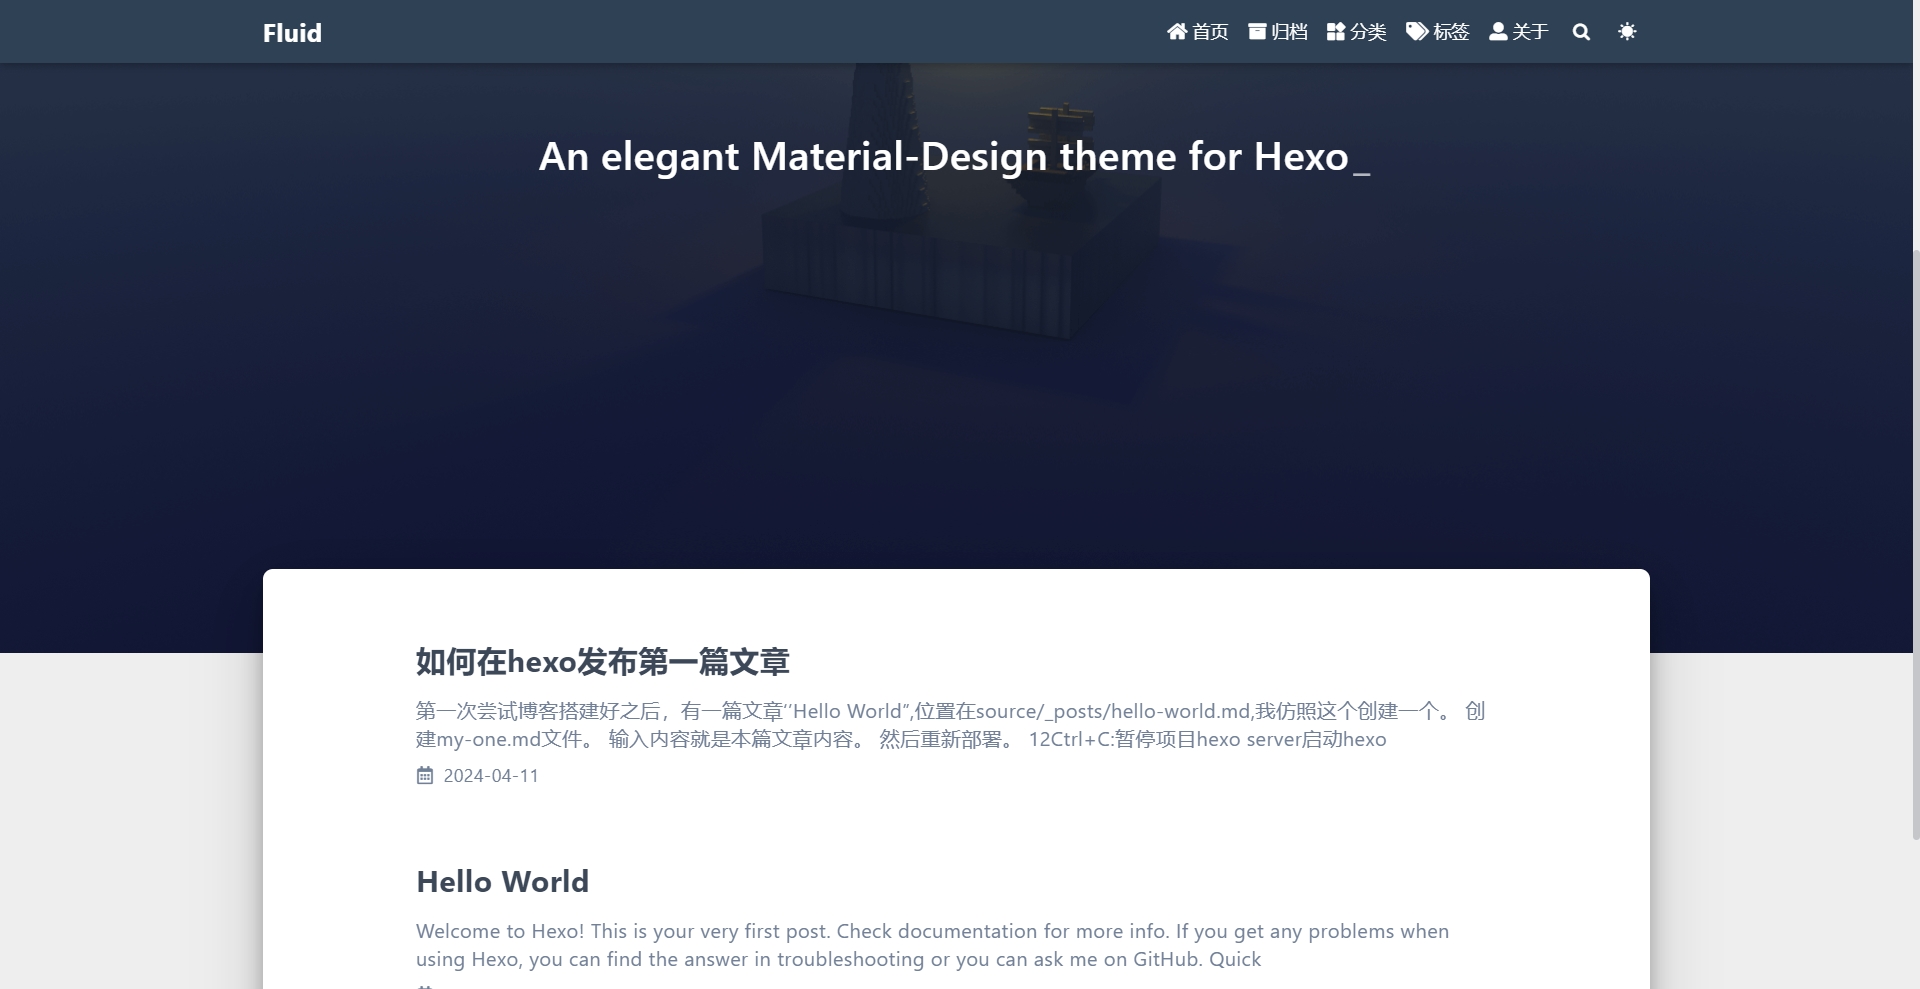 Fluid
首页 归档 分类 标签 关于
An elegant Material-Design theme for Hexo_
如何在hexo发布第一篇文章
第一次尝试博客搭建好之后，有一篇文章‘’Hello World”,位置在source/_posts/hello-world.md,我仿照这个创建一个。 创
建my-one.md文件。 输入内容就是本篇文章内容。 然后重新部署。 12Ctrl+C:暂停项目hexo server启动hexo
2024-04-11
Hello World
Welcome to Hexo! This is your very first post. Check documentation for more info. If you get any problems when
using Hexo, you can find the answer in troubleshooting or you can ask me on GitHub. Quick